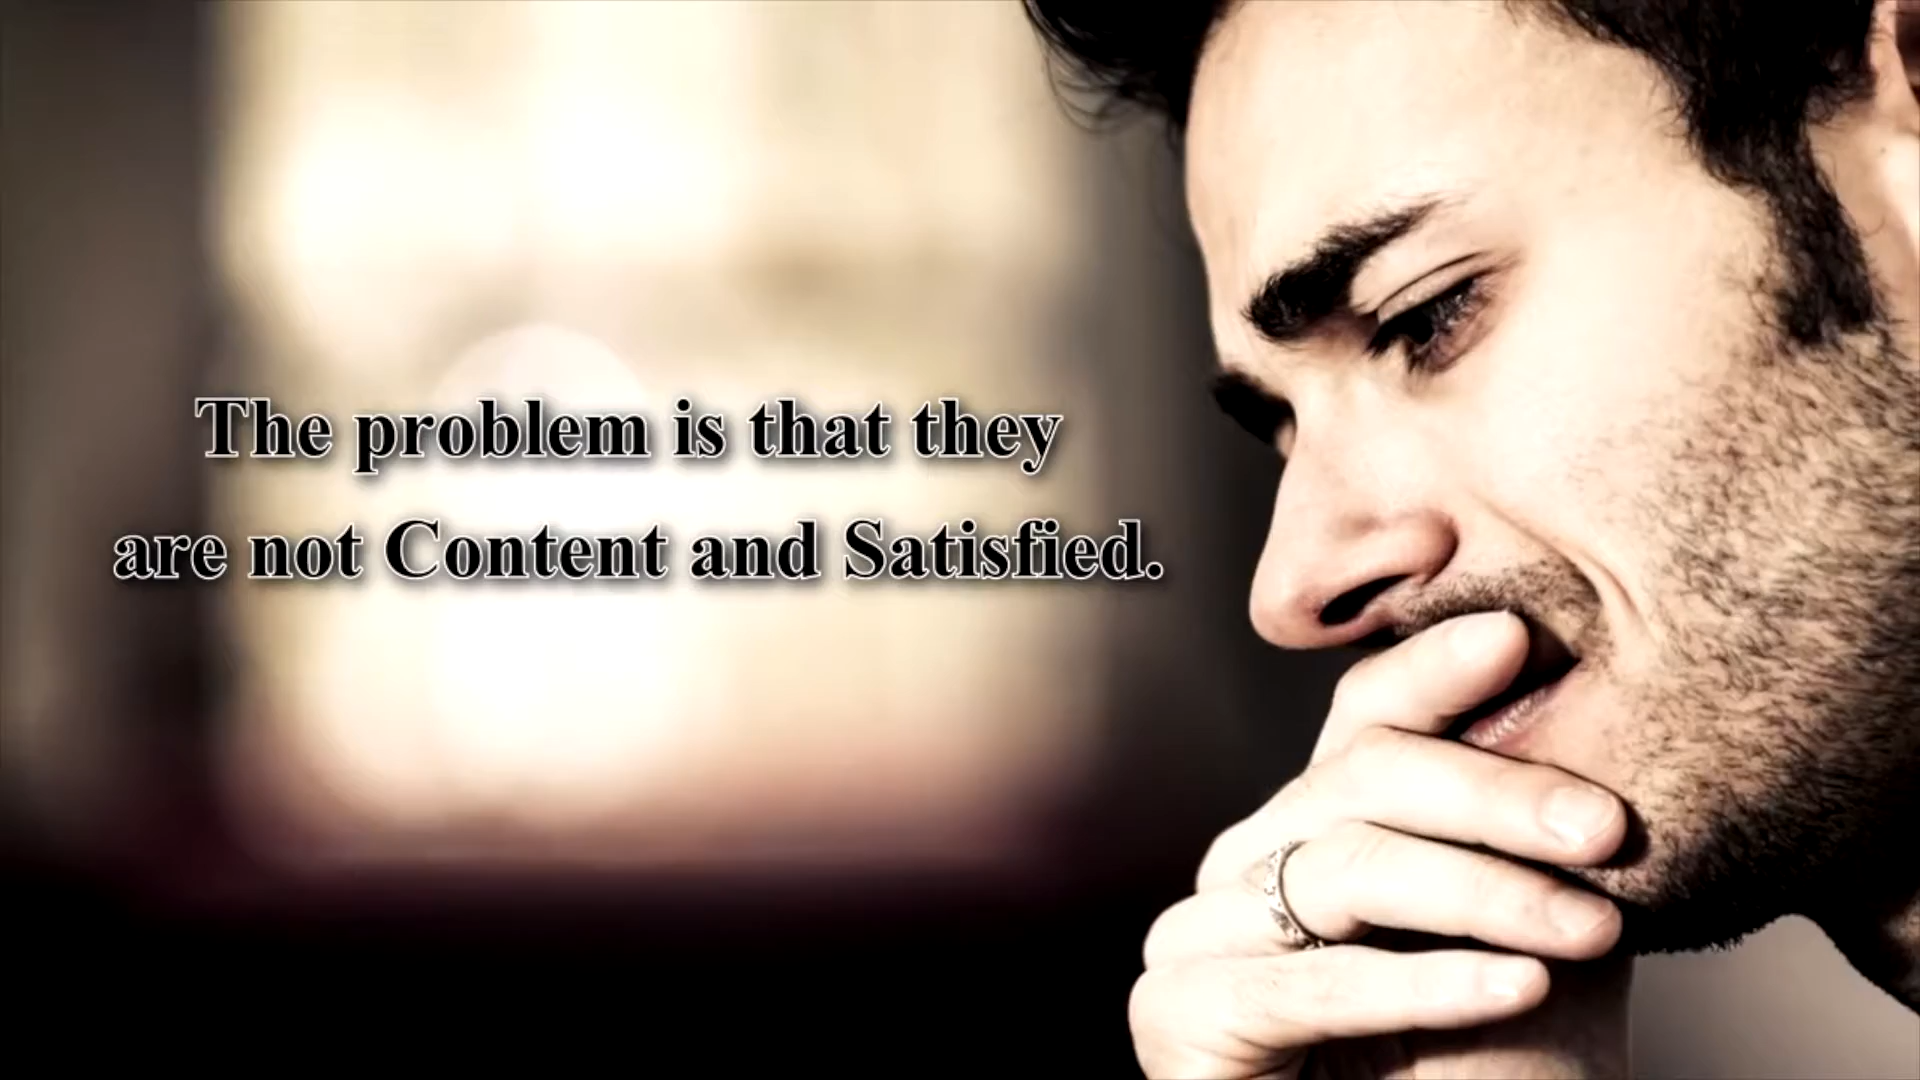 The problem is that they
are not Content and Satisfied.